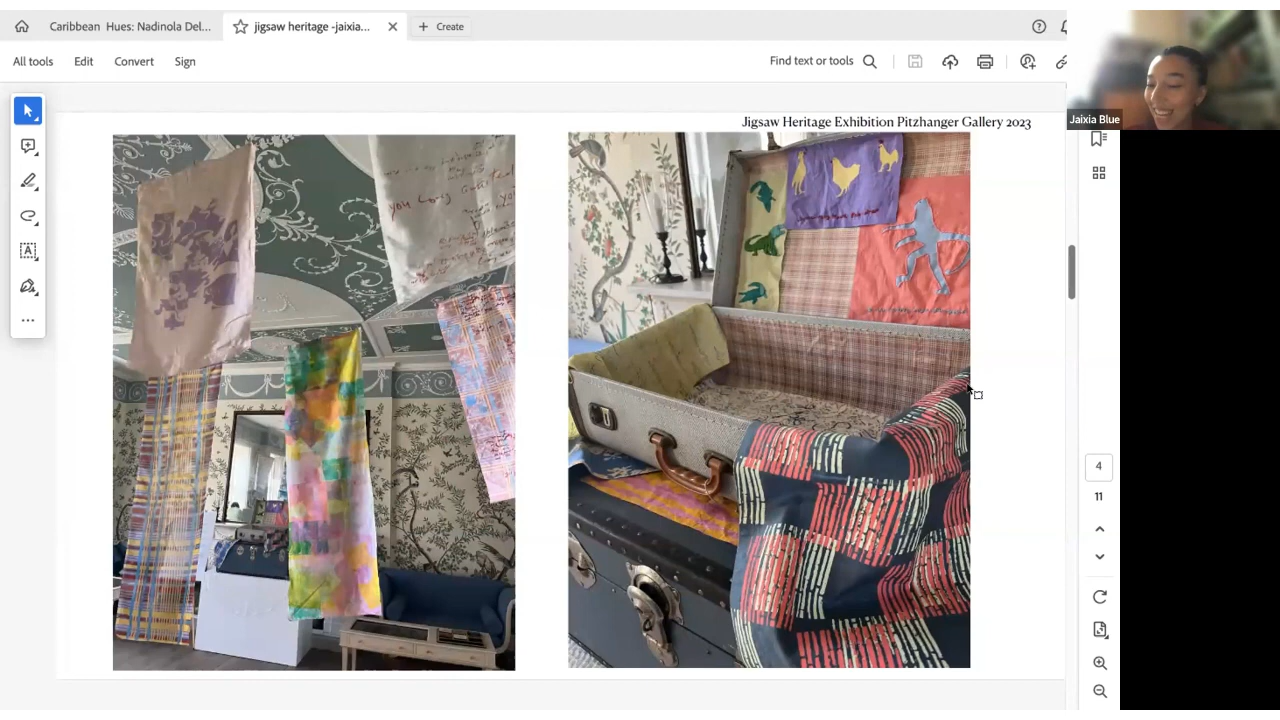 Caribbean Hues: Nadinola Del...
jigsaw heritage -jaixia...
Create
All tools
Edit
Convert
Sign
Find text or tools
Jaixia Blue
Jigsaw Heritage Exhibition Pitzhanger Gallery 2023
you Long
4
11